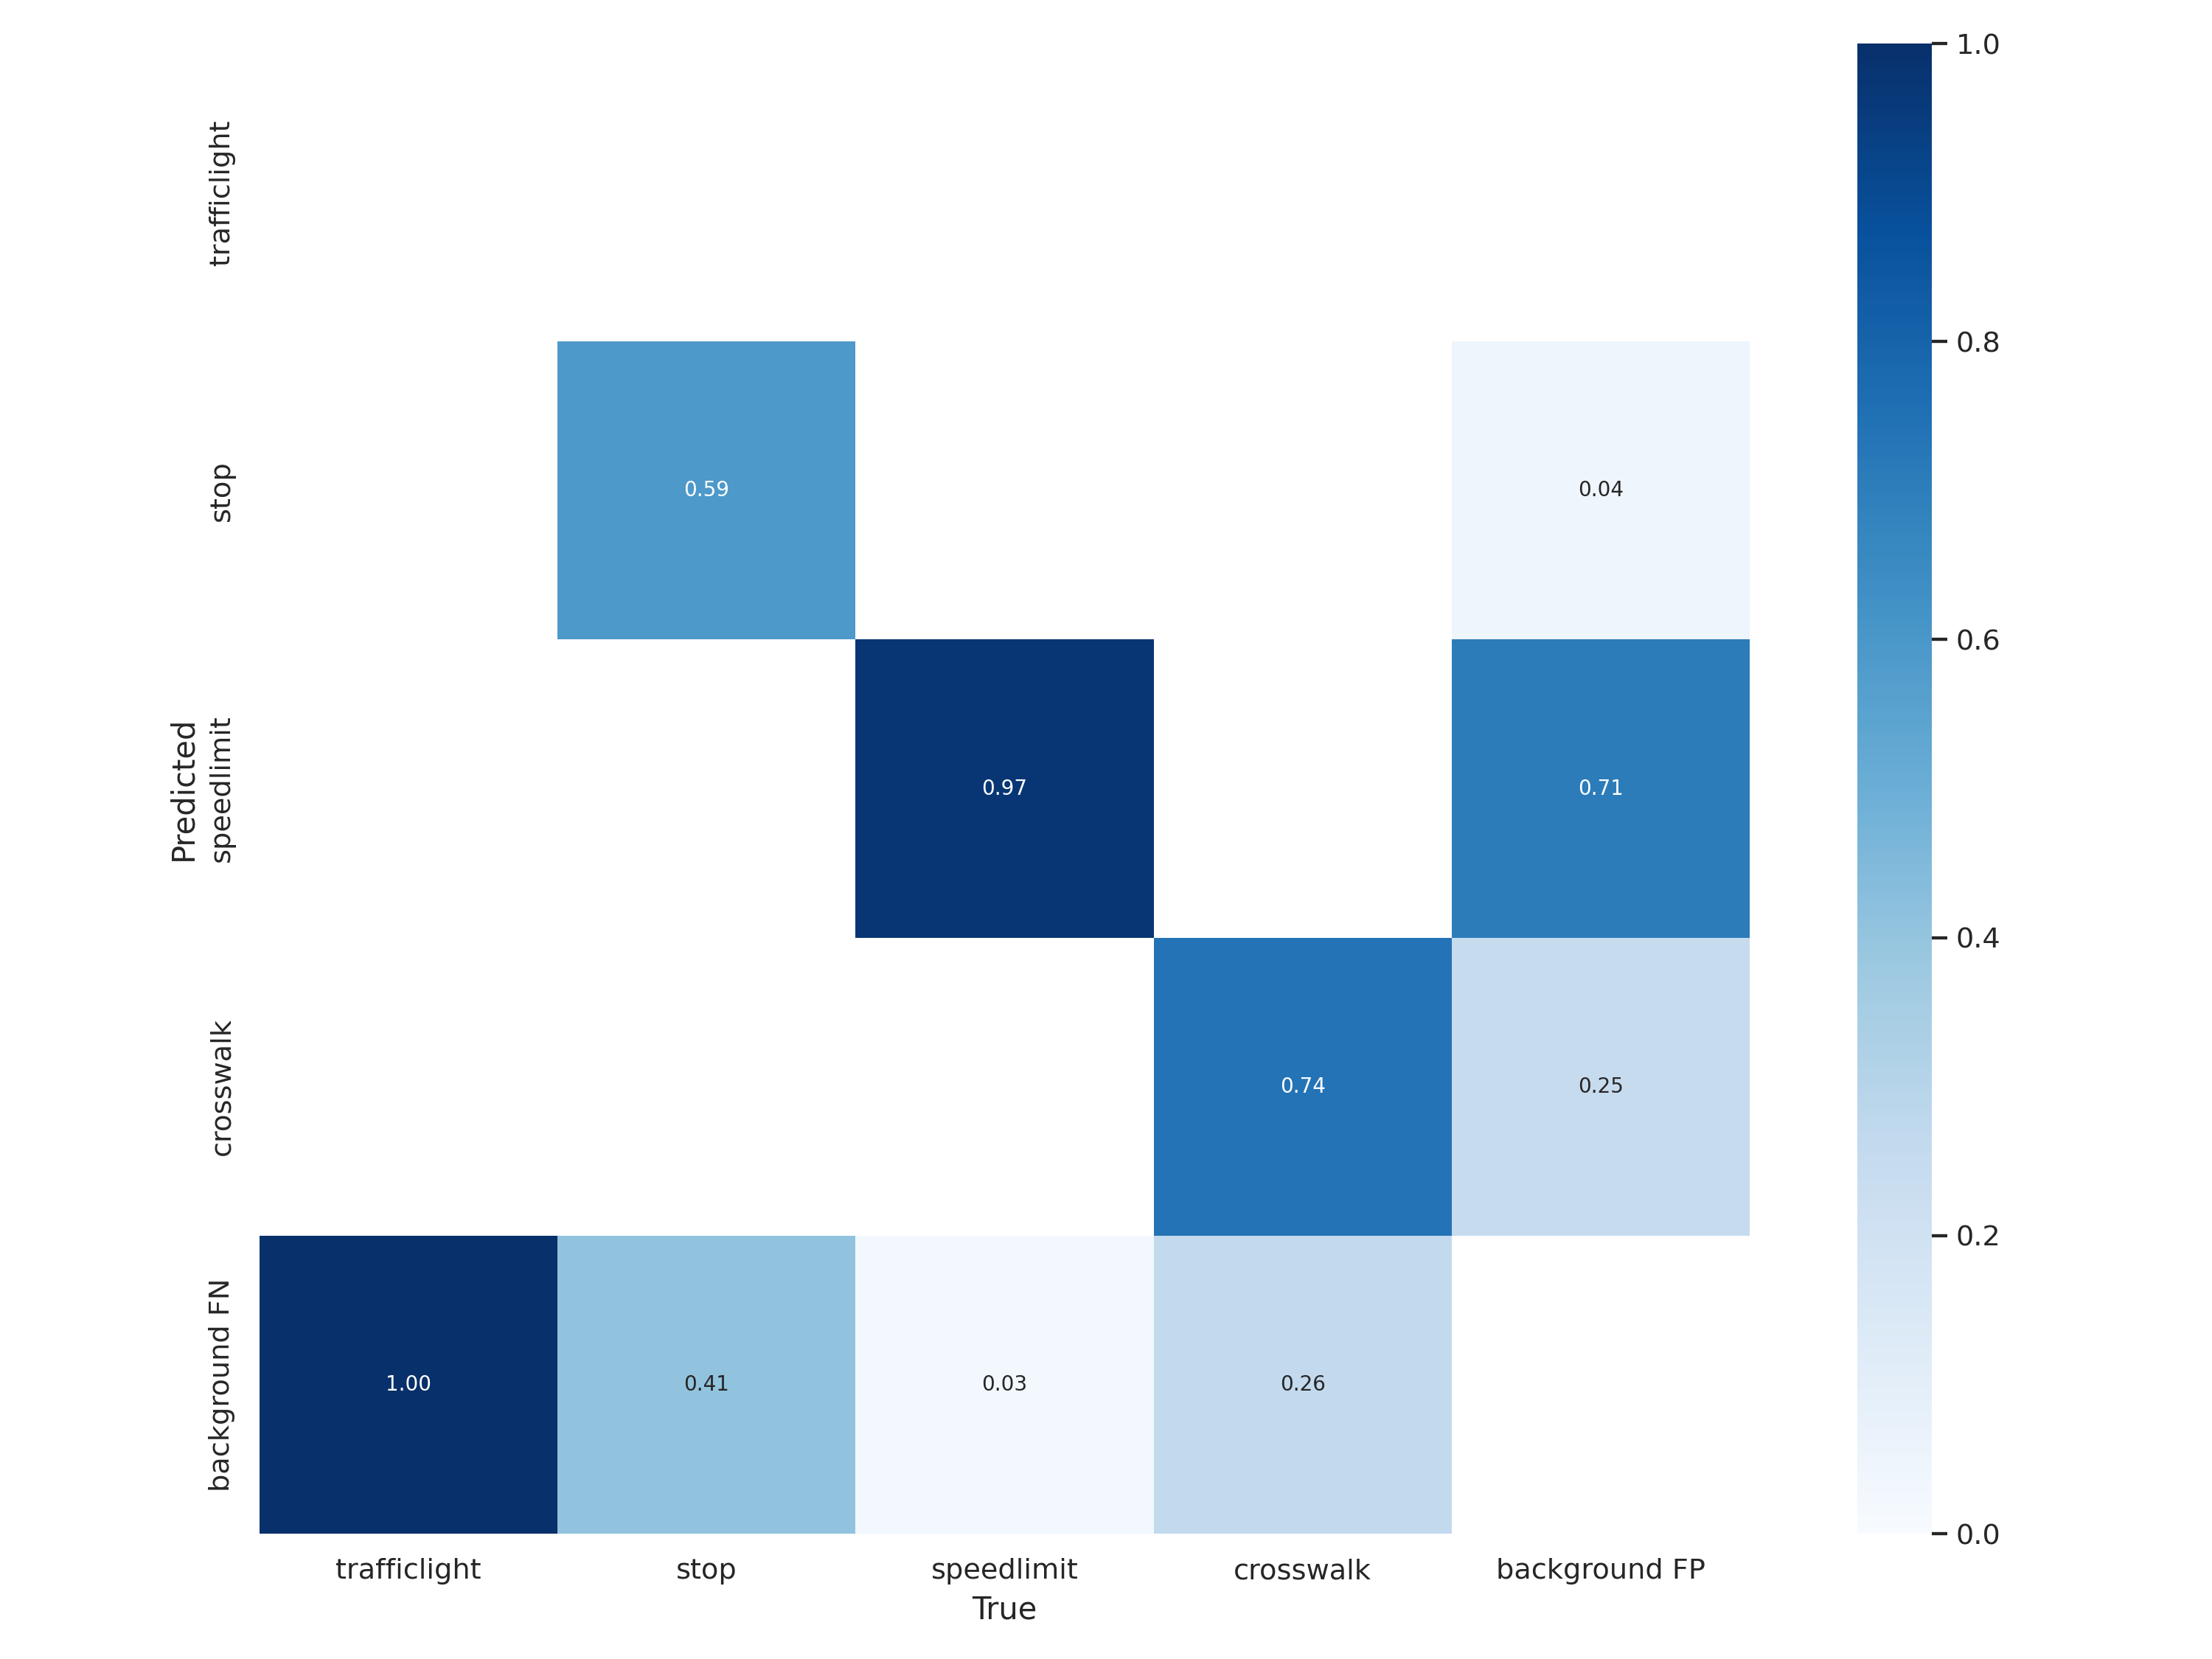 1.0
trafficlight
0.8
stop
0.59
0.04
0.6
Predicted
speedlimit
0.97
0.71
0.4
crosswalk
0.74
0.25
0.2
background FN
1.00
0.41
0.03
0.26
0.0
trafficlight
stop
speedlimit
crosswalk
background FP
True